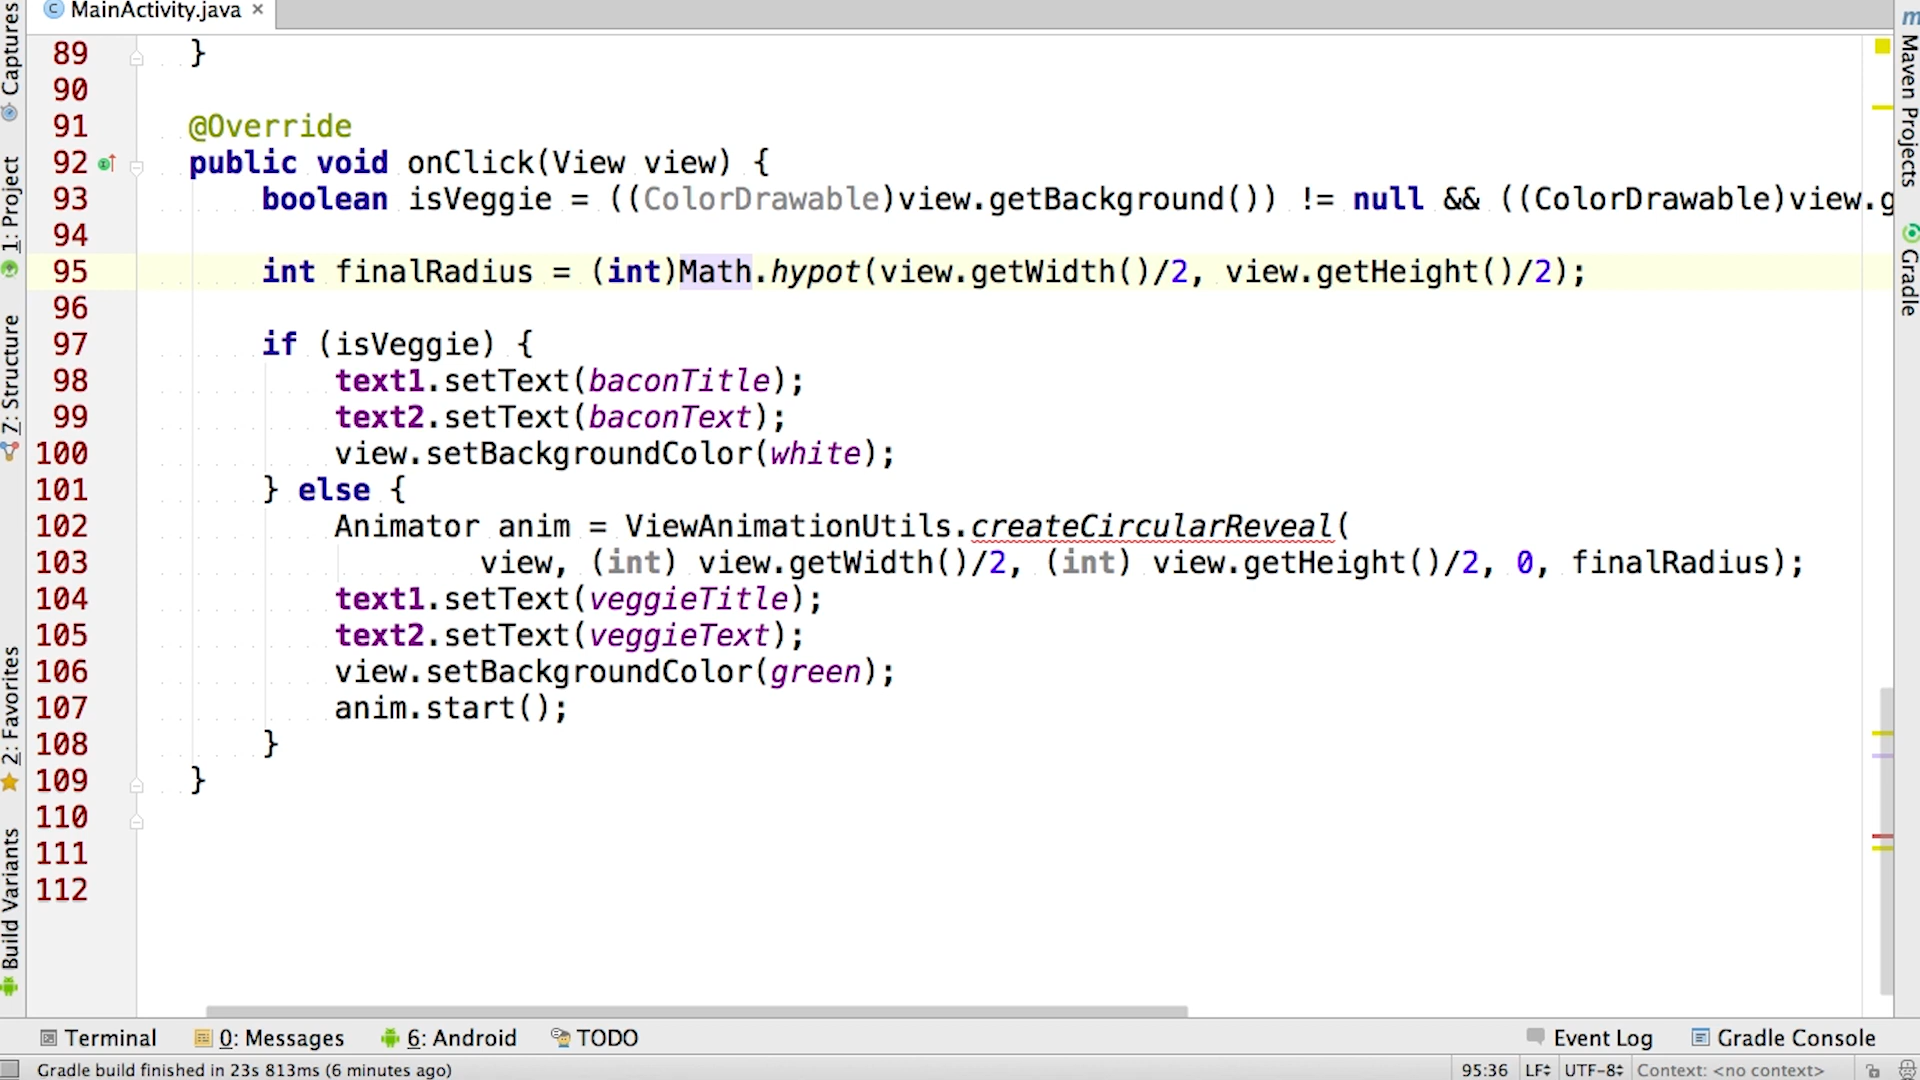 MainActivity.java
Captures
1: Project
7: Structure
2: Favorites
Build Variants
m
Maven Projects
Gradle
89 }
90
91 @Override
92 public void onClick(View view) {
93 boolean isVeggie = ((ColorDrawable)view.getBackground()) != null && ((ColorDrawable)view.g
94
95 int finalRadius = (int)Math.hypot(view.getWidth()/2, view.getHeight()/2);
96
97 if (isVeggie) {
98 text1.setText(baconTitle);
99 text2.setText(baconText);
100 view.setBackgroundColor(white);
101 } else {
102 Animator anim = ViewAnimationUtils.createCircularReveal(
103 view, (int) view.getWidth()/2, (int) view.getHeight()/2, 0, finalRadius);
104 text1.setText(veggieTitle);
105 text2.setText(veggieText);
106 view.setBackgroundColor(green);
107 anim.start();
108 }
109 }
110
111
112
Terminal 0: Messages 6: Android TODO Event Log Gradle Console
Gradle build finished in 23s 813ms (6 minutes ago) 95:36 LF UTF-8 Context: <no context>